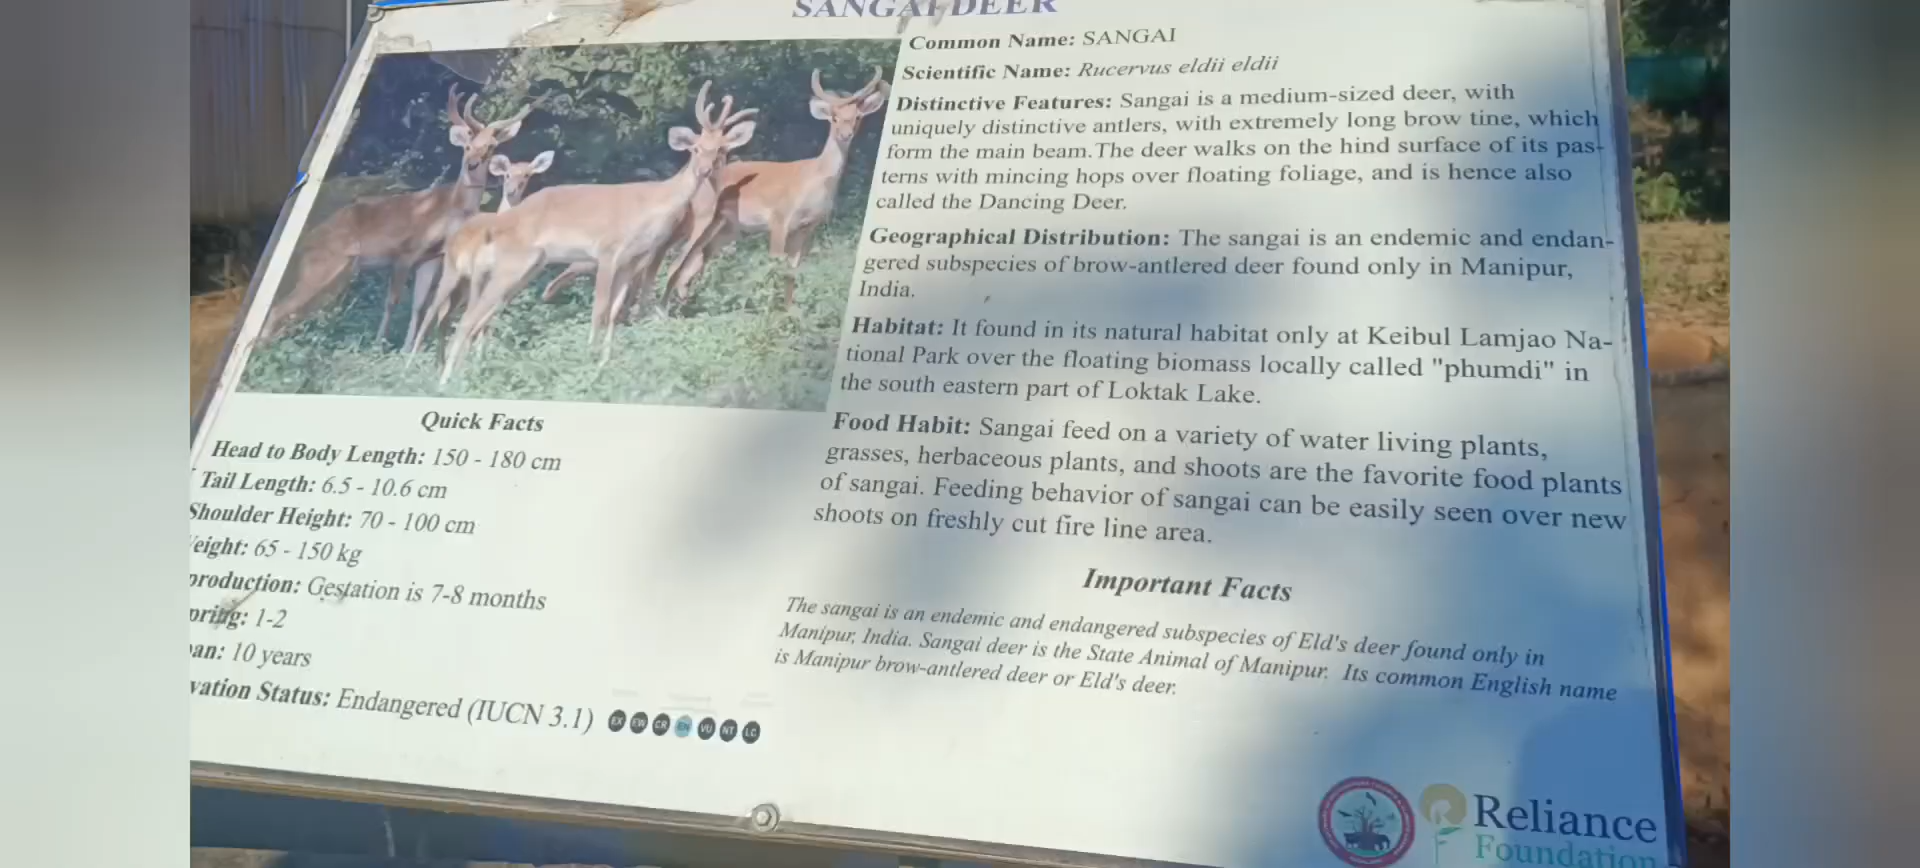 SANGAI DEER
Common Name: SANGAI
Scientific Name: Rucervus eldii eldii
Distinctive Features: Sangai is a medium-sized deer, with
uniquely distinctive antlers, with extremely long brow tine, which
form the main beam.The deer walks on the hind surface of its pas-
terns with mincing hops over floating foliage, and is hence also
called the Dancing Deer.
Geographical Distribution: The sangai is an endemic and endan-
gered subspecies of brow-antlered deer found only in Manipur,
India.
Habitat: It found in its natural habitat only at Keibul Lamjao Na-
tional Park over the floating biomass locally called "phumdi" in
the south eastern part of Loktak Lake.
Food Habit: Sangai feed on a variety of water living plants,
grasses, herbaceous plants, and shoots are the favorite food plants
of sangai. Feeding behavior of sangai can be easily seen over new
shoots on freshly cut fire line area.
Quick Facts
Head to Body Length: 150 - 180 cm
Tail Length: 6.5 - 10.6 cm
Shoulder Height: 70 - 100 cm
eight: 65 - 150 kg
production: Gestation is 7-8 months
pring: 1-2
an: 10 years
vation Status: Endangered (IUCN 3.1)
EX EW CR EN VU NT LC
Important Facts
The sangai is an endemic and endangered subspecies of Eld's deer found only in
Manipur, India. Sangai deer is the State Animal of Manipur. Its common English name
is Manipur brow-antlered deer or Eld's deer.
Reliance
Foundation